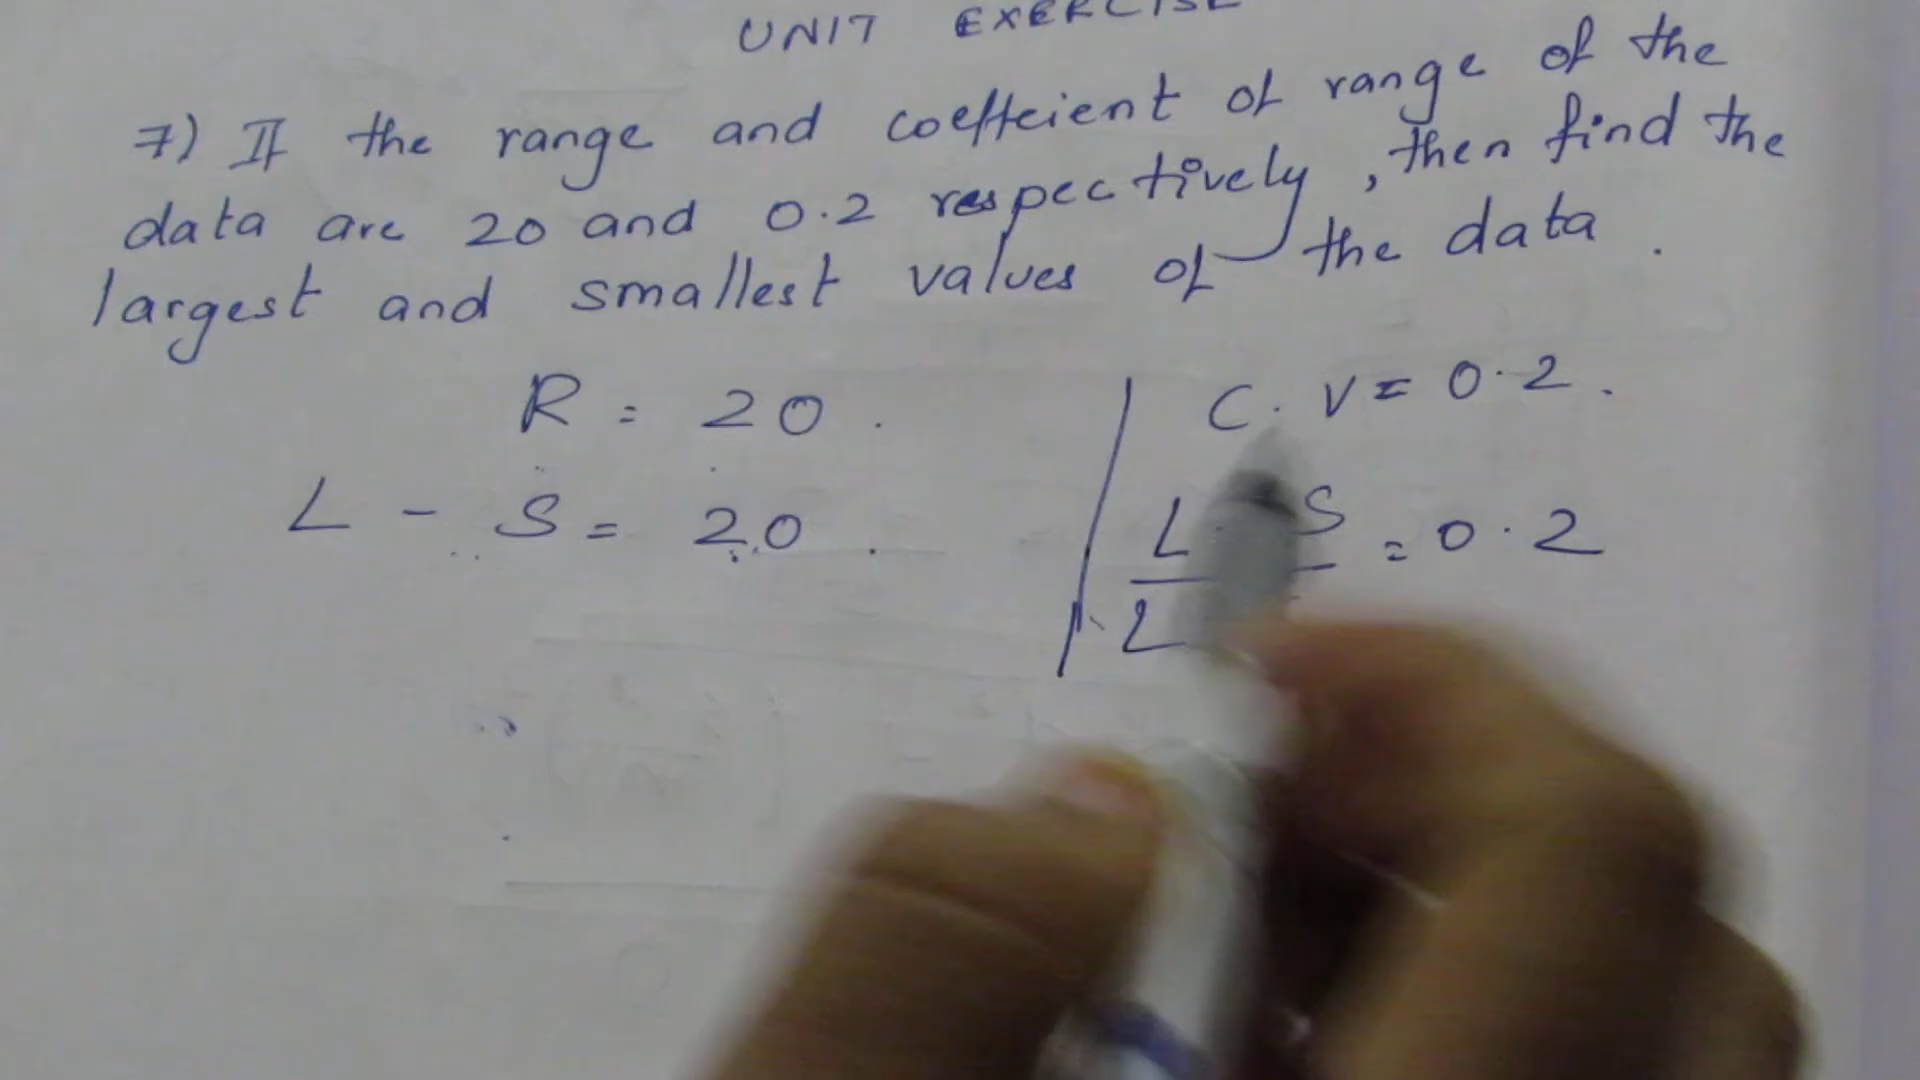 UNIT EXERCISE
7) If the range and coefficient of range of the
data are 20 and 0.2 respectively, then find the
largest and smallest values of the data.
R = 20.
L - S = 20.
C.V = 0.2.
L S = 0.2
L